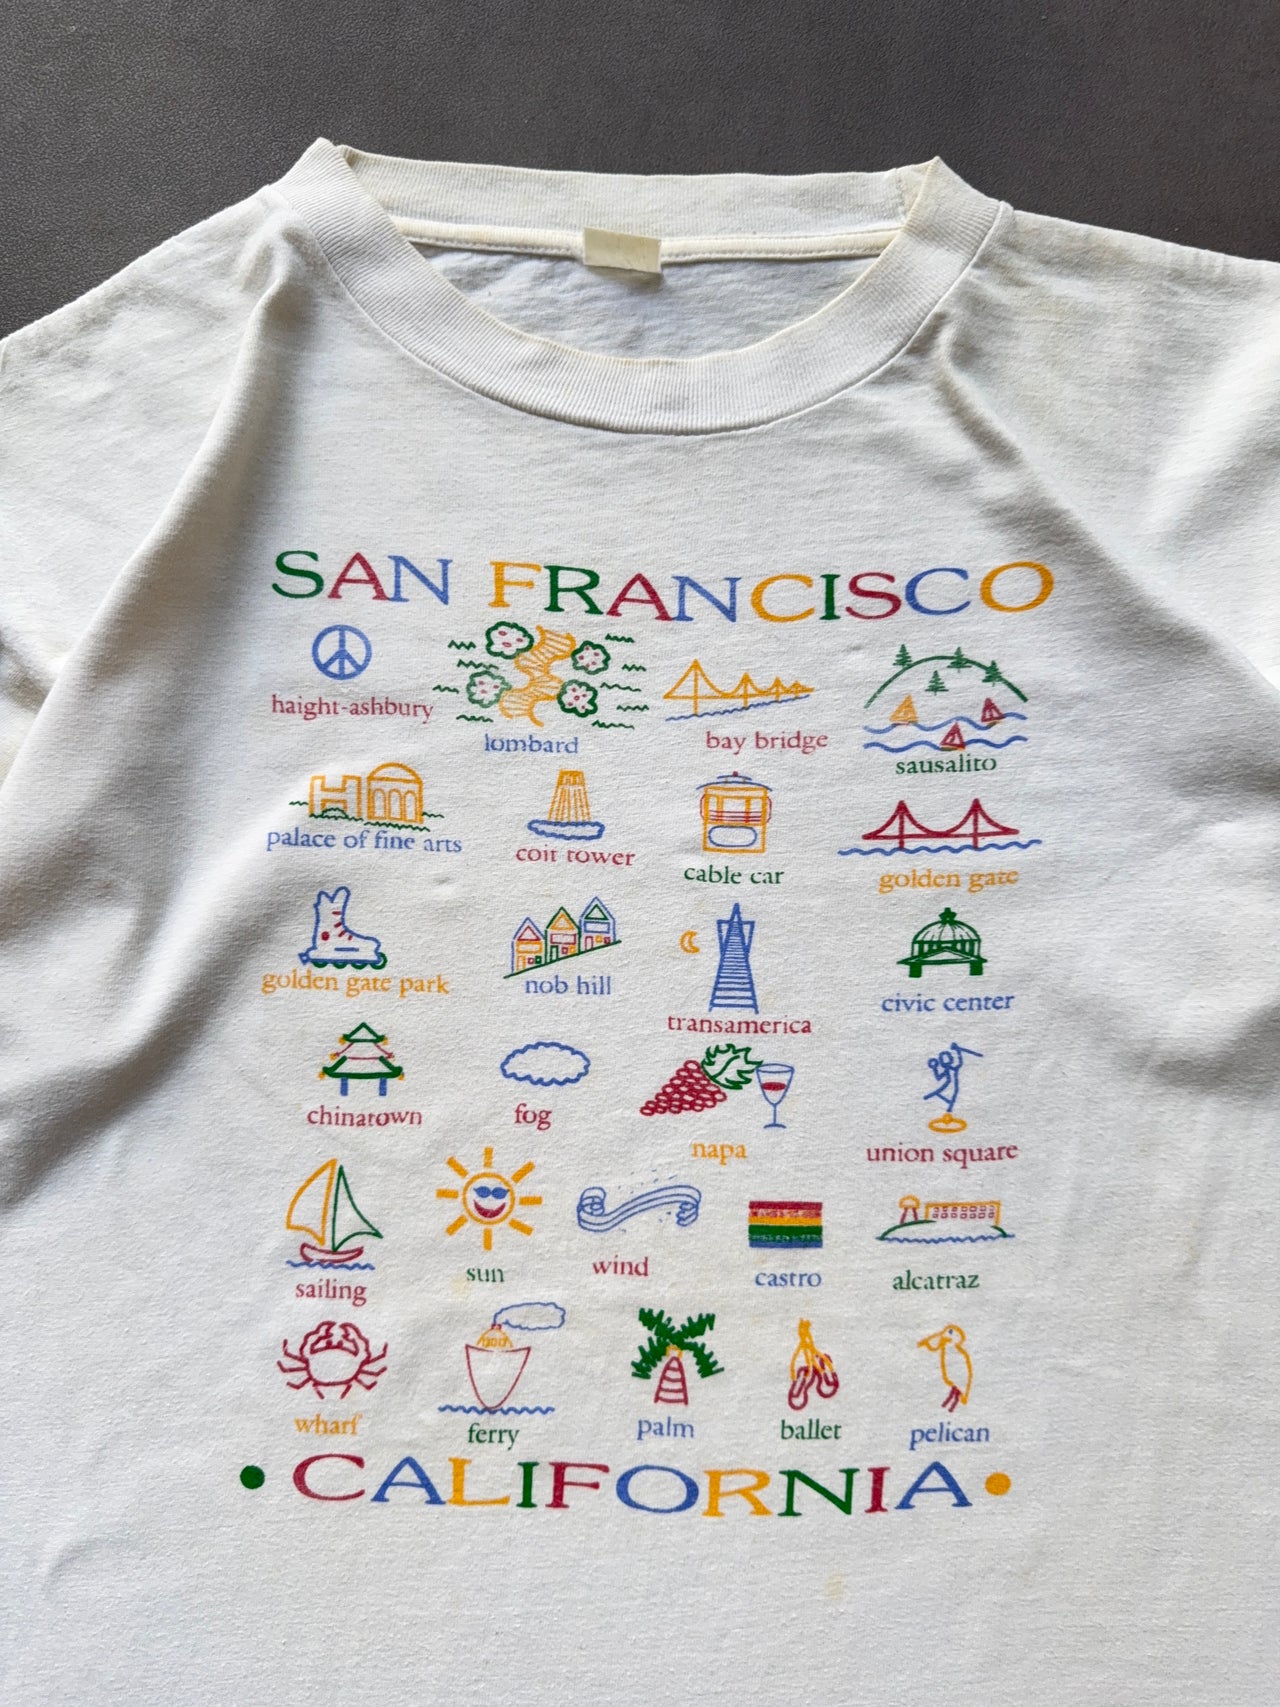 SAN FRANCISCO
haight-ashbury
lombard
bay bridge
sausalito
palace of fine arts
coit tower
cable car
golden gate
golden gate park
nob hill
transamerica
civic center
chinatown
fog
napa
union square
sailing
sun
wind
castro
alcatraz
wharf
ferry
palm
ballet
pelican
• CALIFORNIA •